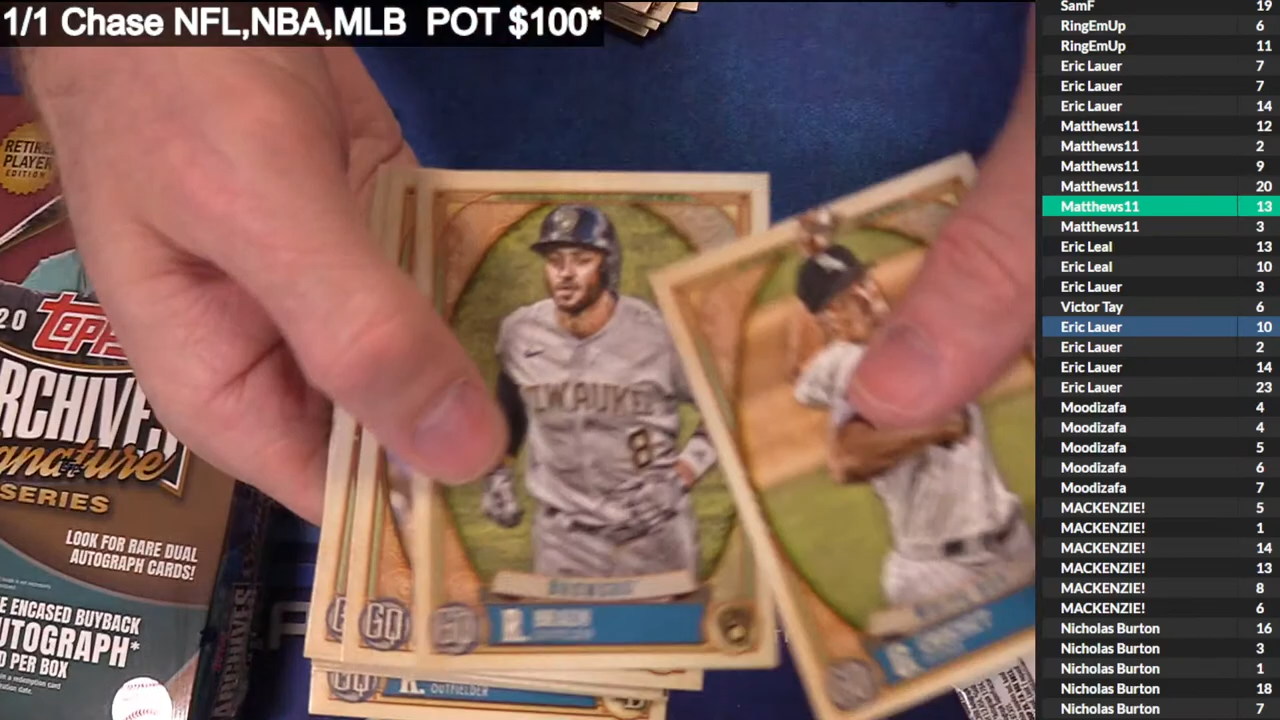 1/1 Chase NFL,NBA,MLB POT $100*
SamF 19
RingEmUp 6
RingEmUp 11
Eric Lauer 7
Eric Lauer 7
Eric Lauer 14
Matthews11 12
Matthews11 2
Matthews11 9
Matthews11 20
Matthews11 13
Matthews11 3
Eric Leal 13
Eric Leal 10
Eric Lauer 3
Victor Tay 6
Eric Lauer 10
Eric Lauer 2
Eric Lauer 14
Eric Lauer 23
Moodizafa 4
Moodizafa 4
Moodizafa 5
Moodizafa 6
Moodizafa 7
MACKENZIE! 5
MACKENZIE! 1
MACKENZIE! 14
MACKENZIE! 13
MACKENZIE! 8
MACKENZIE! 6
Nicholas Burton 16
Nicholas Burton 3
Nicholas Burton 1
Nicholas Burton 18
Nicholas Burton 7
RETIRE
PLAYER
EDITION
20 TOPPS
RCHIVE
gnature
SERIES
LOOK FOR RARE DUAL
AUTOGRAPH CARDS!
E ENCASED BUYBACK
UTOGRAPH*
D PER BOX
ARCHIVES
MILWAUKE
8
GQ
R.
OUTFIELDER